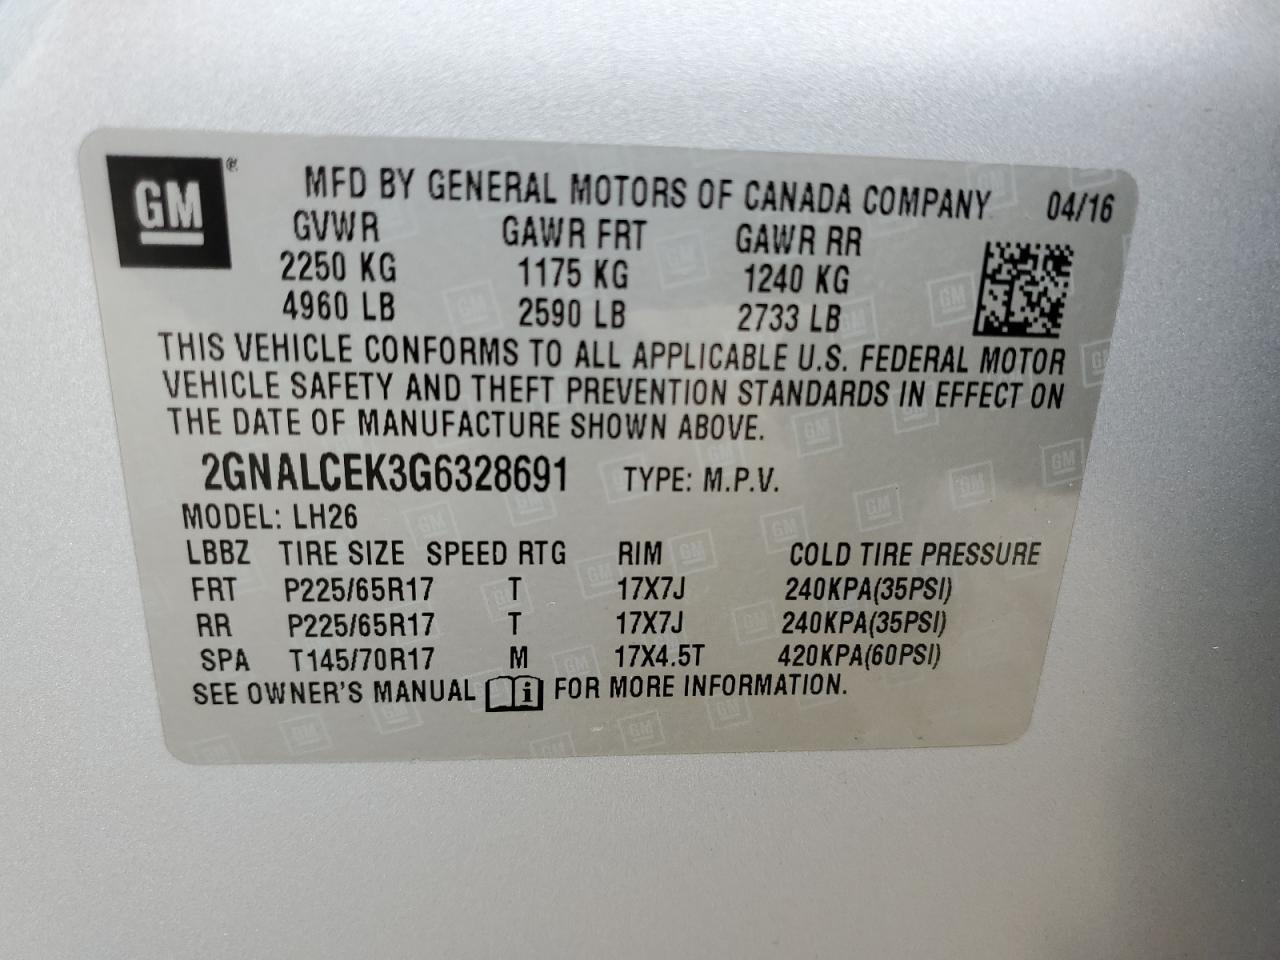 GM ® MFD BY GENERAL MOTORS OF CANADA COMPANY 04/16
GVWR GAWR FRT GAWR RR
2250 KG 1175 KG 1240 KG
4960 LB 2590 LB 2733 LB
THIS VEHICLE CONFORMS TO ALL APPLICABLE U.S. FEDERAL MOTOR
VEHICLE SAFETY AND THEFT PREVENTION STANDARDS IN EFFECT ON
THE DATE OF MANUFACTURE SHOWN ABOVE.
2GNALCEK3G6328691 TYPE: M.P.V.
MODEL: LH26
LBBZ TIRE SIZE SPEED RTG RIM COLD TIRE PRESSURE
FRT P225/65R17 T 17X7J 240KPA(35PSI)
RR P225/65R17 T 17X7J 240KPA(35PSI)
SPA T145/70R17 M 17X4.5T 420KPA(60PSI)
SEE OWNER'S MANUAL i FOR MORE INFORMATION.